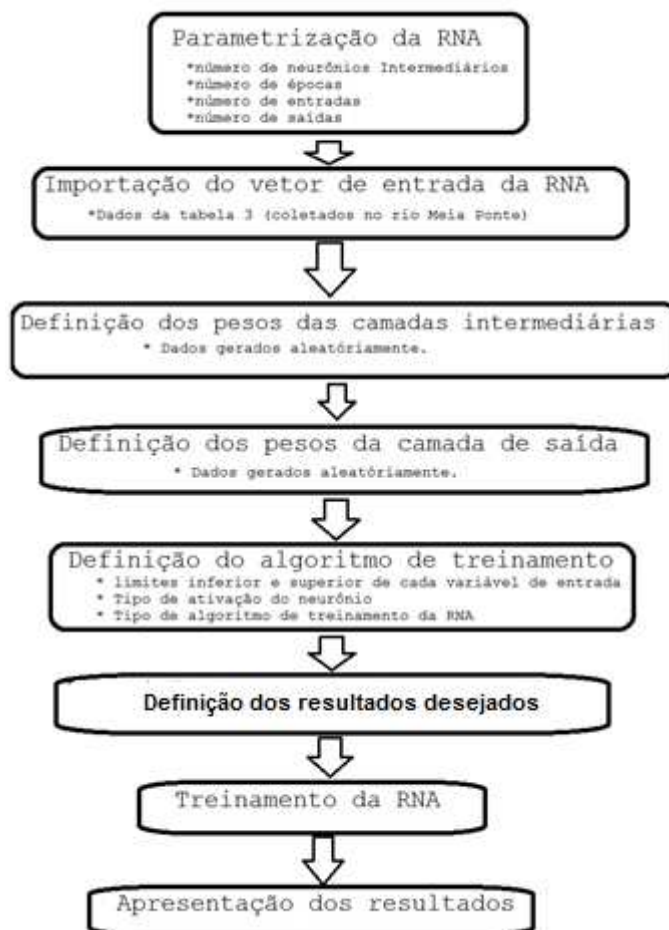 Parametrização da RNA
*número de neurônios Intermediários
*número de épocas
*número de entradas
*número de saídas
Importação do vetor de entrada da RNA
*Dados da tabela 3 (coletados no rio Meia Ponte)
Definição dos pesos das camadas intermediárias
* Dados gerados aleatóriamente.
Definição dos pesos da camada de saída
* Dados gerados aleatóriamente.
Definição do algoritmo de treinamento
* limites inferior e superior de cada variável de entrada
* Tipo de ativação do neurônio
* Tipo de algoritmo de treinamento da RNA
Definição dos resultados desejados
Treinamento da RNA
Apresentação dos resultados